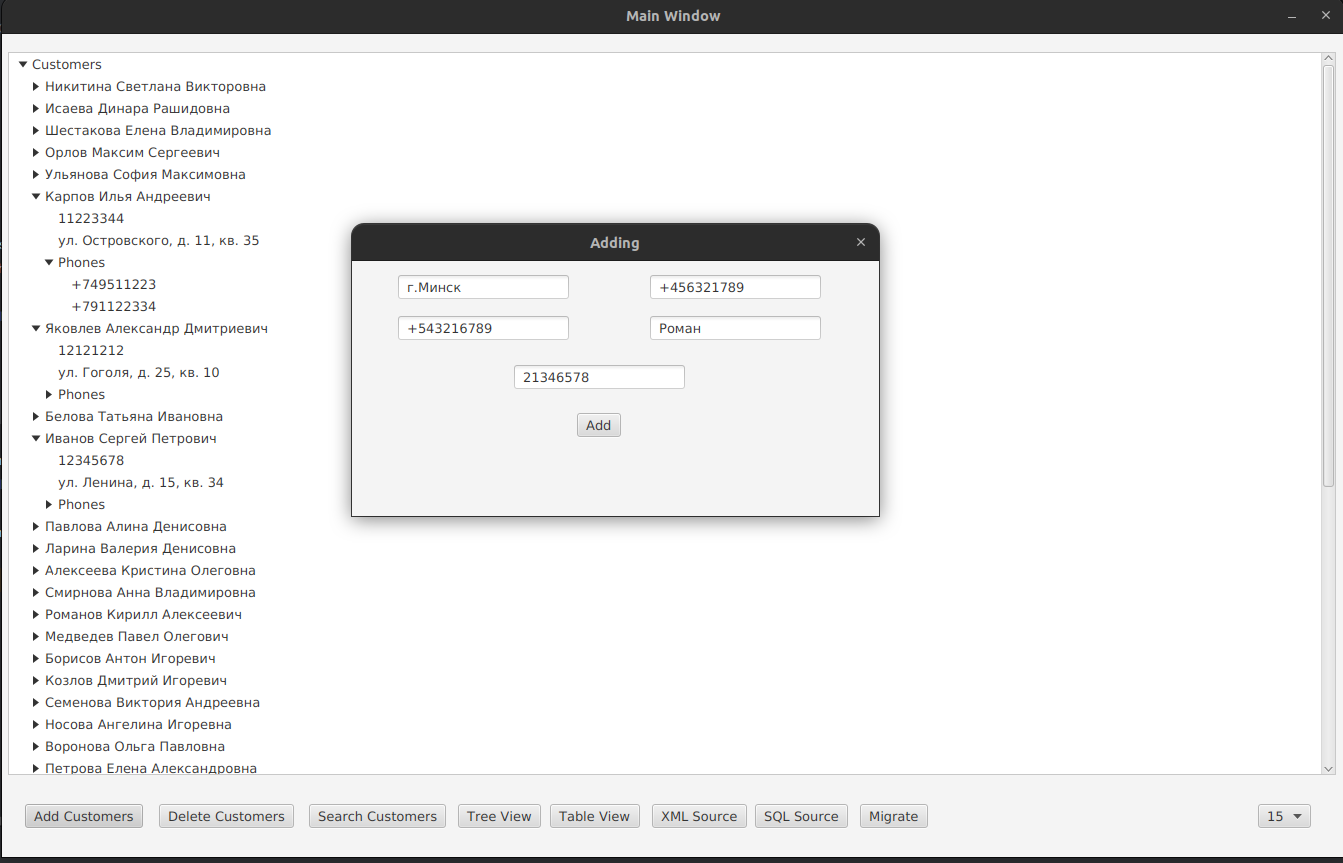 Main Window
Customers
Никитина Светлана Викторовна
Исаева Динара Рашидовна
Шестакова Елена Владимировна
Орлов Максим Сергеевич
Ульянова София Максимовна
Карпов Илья Андреевич
11223344
ул. Островского, д. 11, кв. 35
Phones
+749511223
+791122334
Яковлев Александр Дмитриевич
12121212
ул. Гоголя, д. 25, кв. 10
Phones
Белова Татьяна Ивановна
Иванов Сергей Петрович
12345678
ул. Ленина, д. 15, кв. 34
Phones
Павлова Алина Денисовна
Ларина Валерия Денисовна
Алексеева Кристина Олеговна
Смирнова Анна Владимировна
Романов Кирилл Алексеевич
Медведев Павел Олегович
Борисов Антон Игоревич
Козлов Дмитрий Игоревич
Семенова Виктория Андреевна
Носова Ангелина Игоревна
Воронова Ольга Павловна
Петрова Елена Александровна
Adding
г.Минск +456321789
+543216789 Роман
21346578
Add
Add Customers Delete Customers Search Customers Tree View Table View XML Source SQL Source Migrate 15